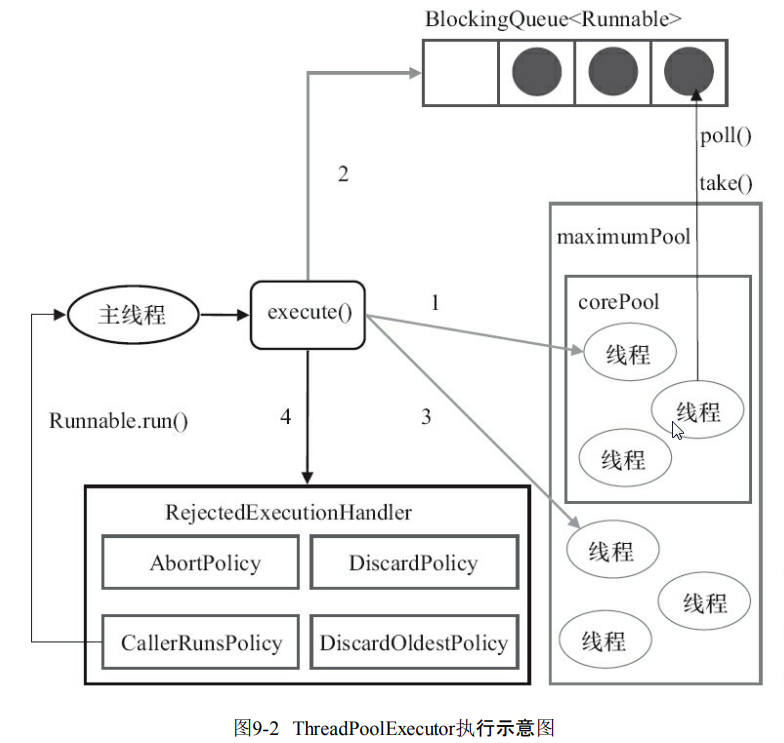 BlockingQueue<Runnable>
poll()
2
take()
maximumPool
corePool
主线程
execute()
1
线程
线程
Runnable.run()
4
3
线程
RejectedExecutionHandler
线程
AbortPolicy
DiscardPolicy
线程
CallerRunsPolicy
DiscardOldestPolicy
线程
图9-2 ThreadPoolExecutor执行示意图